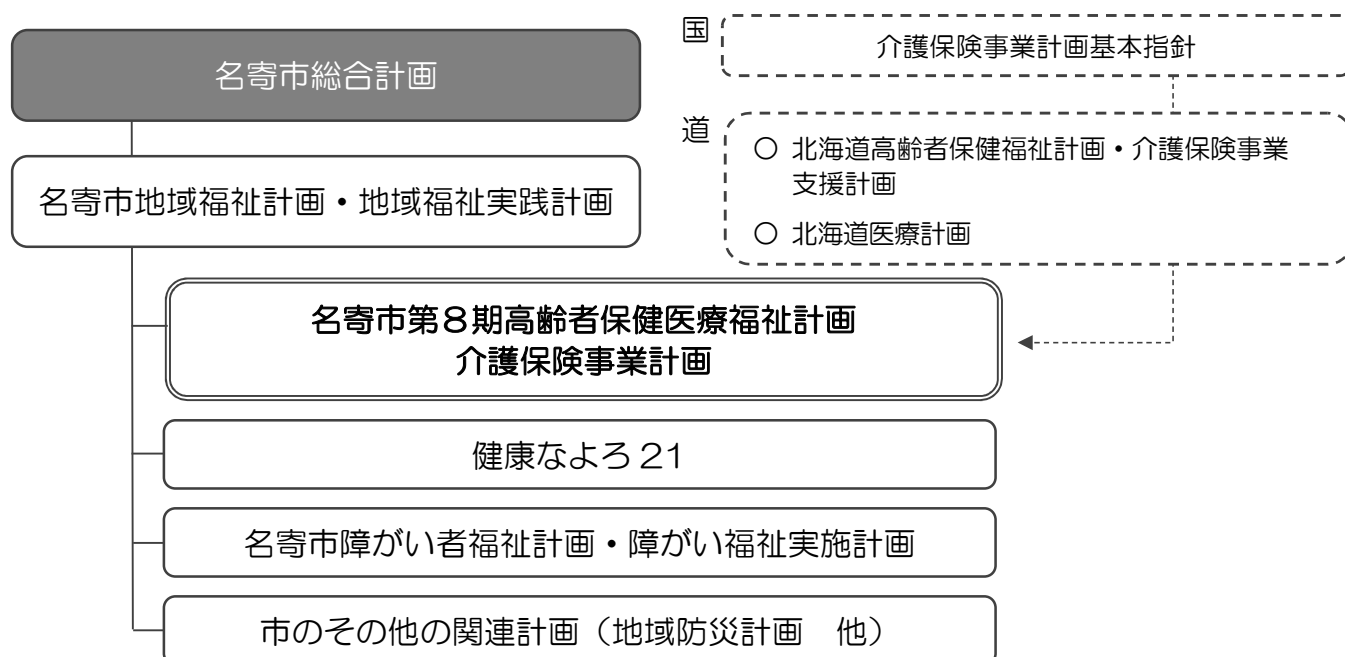 国
介護保険事業計画基本指針
名寄市総合計画
道
○ 北海道高齢者保健福祉計画・介護保険事業
支援計画
○ 北海道医療計画
名寄市地域福祉計画・地域福祉実践計画
名寄市第8期高齢者保健医療福祉計画
介護保険事業計画
健康なよろ21
名寄市障がい者福祉計画・障がい福祉実施計画
市のその他の関連計画（地域防災計画　他）